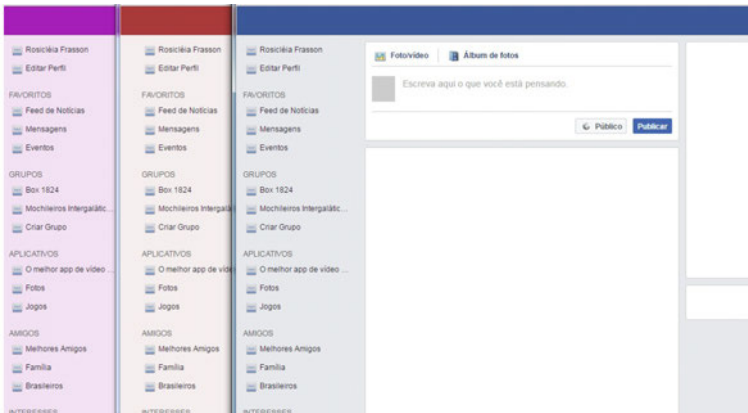 Rosicléia Frasson
Editar Perfil
FAVORITOS
Feed de Notícias
Mensagens
Eventos
GRUPOS
Box 1824
Mochileiros Intergalátic...
Criar Grupo
APLICATIVOS
O melhor app de vídeo ...
Fotos
Jogos
AMIGOS
Melhores Amigos
Família
Brasileiros
INTERESSES
Rosicléia Frasson
Editar Perfil
FAVORITOS
Feed de Notícias
Mensagens
Eventos
GRUPOS
Box 1824
Mochileiros Intergalá
Criar Grupo
APLICATIVOS
O melhor app de víde
Fotos
Jogos
AMIGOS
Melhores Amigos
Família
Brasileiros
INTERESSES
Rosicléia Frasson
Editar Perfil
FAVORITOS
Feed de Notícias
Mensagens
Eventos
GRUPOS
Box 1824
Mochileiros Intergalátic...
Criar Grupo
APLICATIVOS
O melhor app de vídeo ...
Fotos
Jogos
AMIGOS
Melhores Amigos
Família
Brasileiros
INTERESSES
Foto/vídeo Álbum de fotos
Escreva aqui o que você está pensando.
Público Publicar